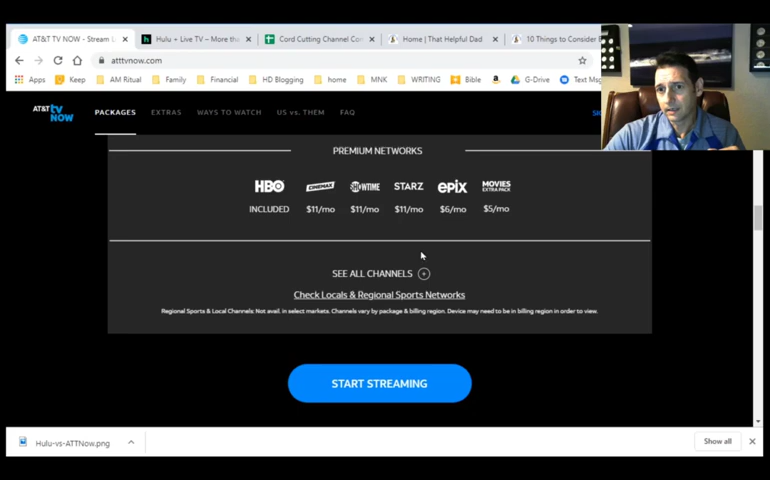 AT&T TV NOW - Stream L
Hulu + Live TV – More tha
Cord Cutting Channel Co
Home | That Helpful Dad
10 Things to Consider B
atttvnow.com
Apps Keep AM Ritual Family Financial HD Blogging home MNK WRITING Bible G-Drive Text Msg
AT&T tv NOW
PACKAGES EXTRAS WAYS TO WATCH US vs. THEM FAQ
PREMIUM NETWORKS
HBO CINEMAX SHOWTIME STARZ epix MOVIES EXTRA PACK
INCLUDED $11/mo $11/mo $11/mo $6/mo $5/mo
SEE ALL CHANNELS
Check Locals & Regional Sports Networks
Regional Sports & Local Channels: Not avail. in select markets. Channels vary by package & billing region. Device may need to be in billing region in order to view.
START STREAMING
Hulu-vs-ATTNow.png
Show all